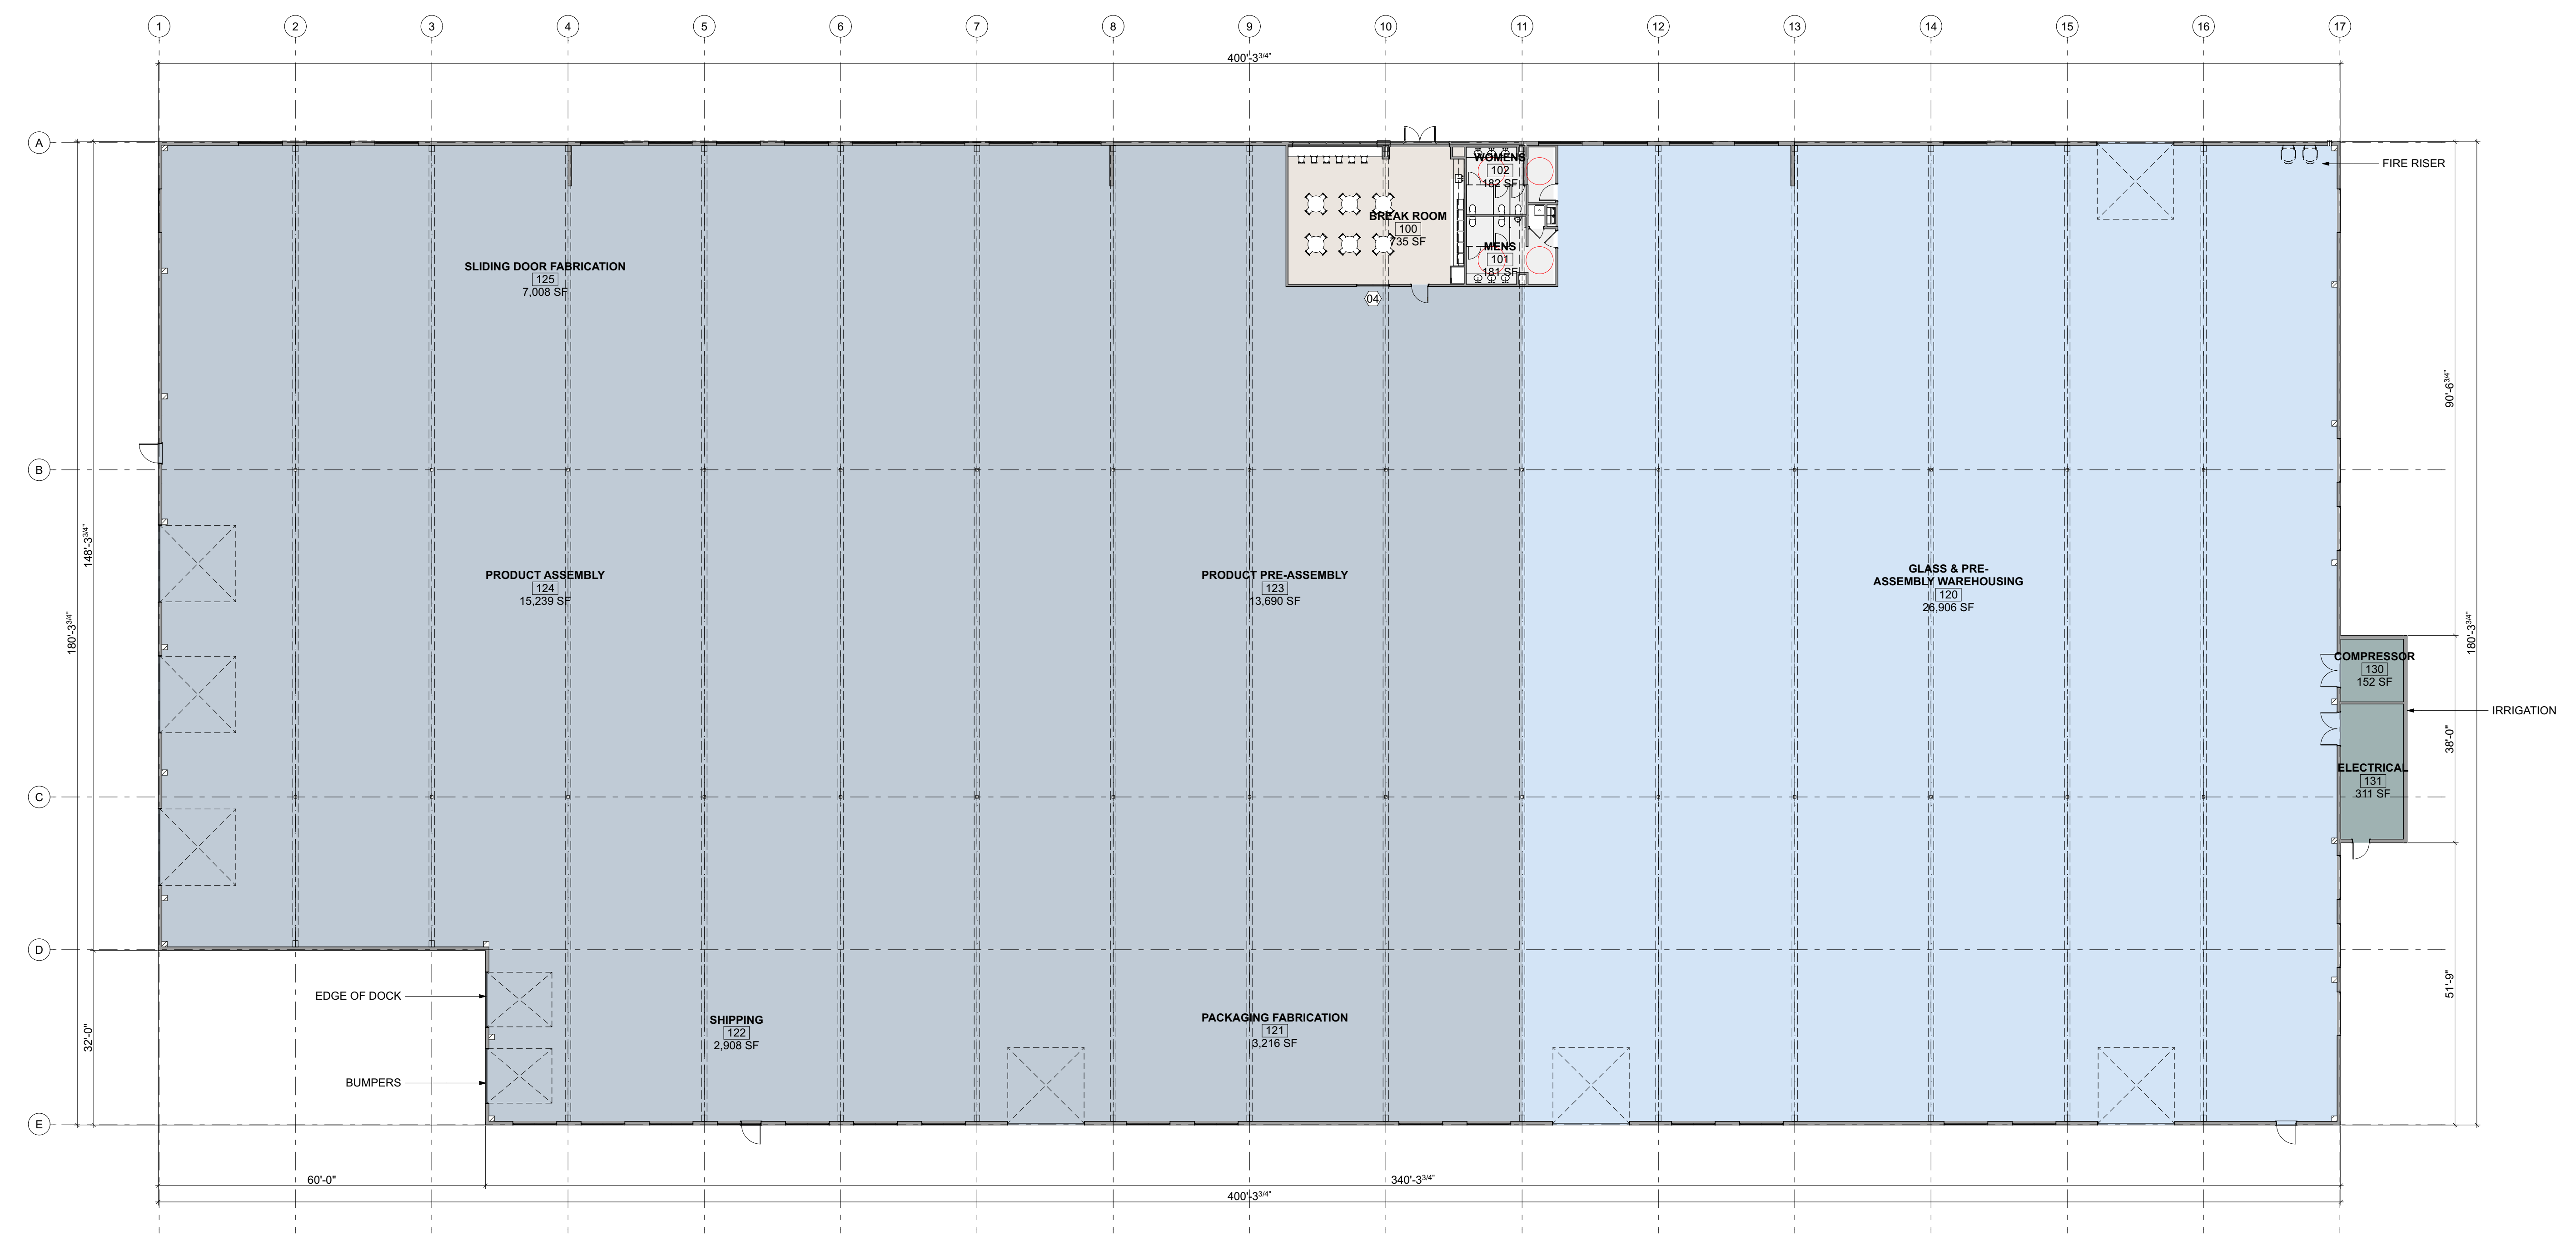 1 2 3 4 5 6 7 8 9 10 11 12 13 14 15 16 17
400'-3 3/4"
A
FIRE RISER
WOMENS
102
182 SF
BREAK ROOM
100
735 SF
MENS
101
181 SF
04
SLIDING DOOR FABRICATION
125
7,008 SF
90'-6 3/4"
B
148'-3 3/4"
180'-3 3/4"
PRODUCT ASSEMBLY
124
15,239 SF
PRODUCT PRE-ASSEMBLY
123
13,690 SF
GLASS & PRE-
ASSEMBLY WAREHOUSING
120
26,906 SF
180'-3 3/4"
COMPRESSOR
130
152 SF
IRRIGATION
38'-0"
ELECTRICAL
131
311 SF
C
D
EDGE OF DOCK
51'-9"
32'-0"
SHIPPING
122
2,908 SF
PACKAGING FABRICATION
121
3,216 SF
BUMPERS
E
60'-0"
340'-3 3/4"
400'-3 3/4"